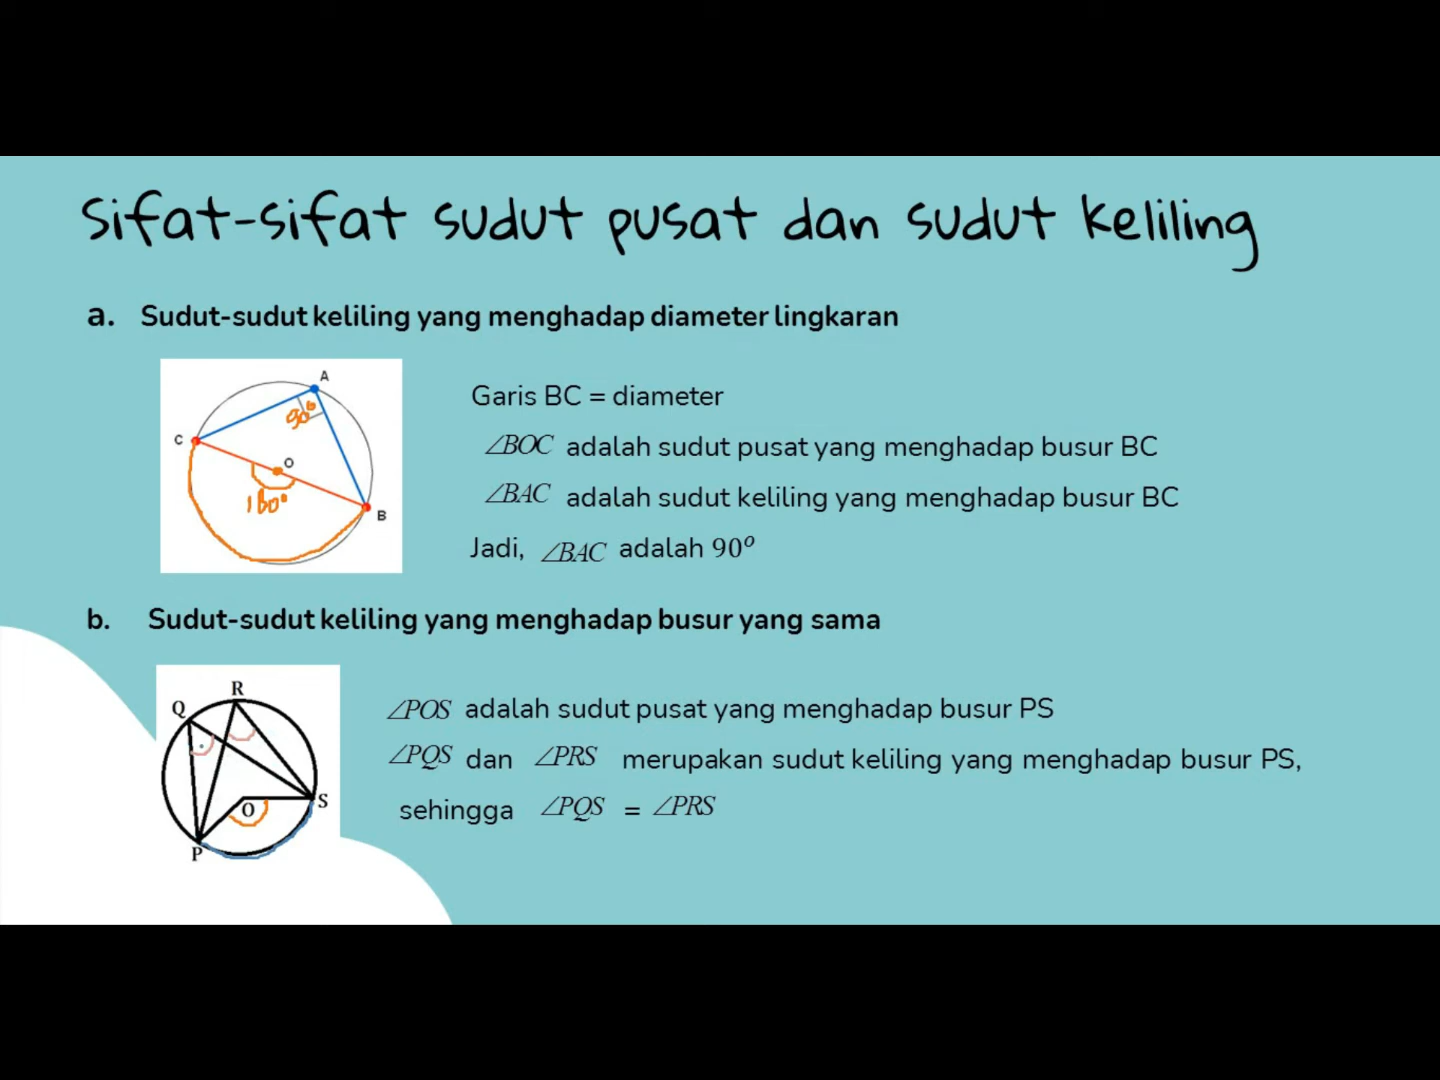 Sifat-sifat sudut pusat dan sudut keliling
a. Sudut-sudut keliling yang menghadap diameter lingkaran
A
90°
C
O
180°
B
Garis BC = diameter
∠BOC adalah sudut pusat yang menghadap busur BC
∠BAC adalah sudut keliling yang menghadap busur BC
Jadi, ∠BAC adalah 90°
b. Sudut-sudut keliling yang menghadap busur yang sama
R
Q
S
O
P
∠POS adalah sudut pusat yang menghadap busur PS
∠PQS dan ∠PRS merupakan sudut keliling yang menghadap busur PS,
sehingga ∠PQS = ∠PRS